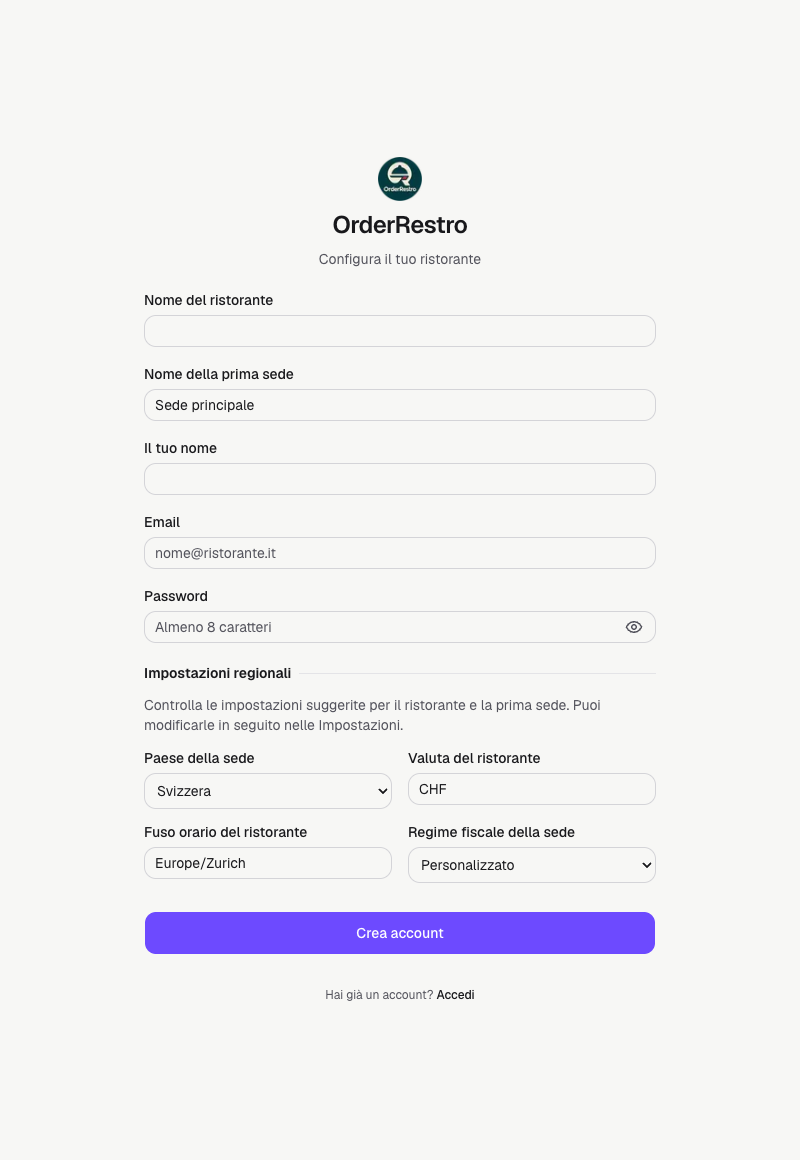 OrderRestro
OrderRestro
Configura il tuo ristorante
Nome del ristorante
Nome della prima sede
Sede principale
Il tuo nome
Email
nome@ristorante.it
Password
Almeno 8 caratteri
Impostazioni regionali
Controlla le impostazioni suggerite per il ristorante e la prima sede. Puoi
modificarle in seguito nelle Impostazioni.
Paese della sede
Valuta del ristorante
Svizzera
CHF
Fuso orario del ristorante
Regime fiscale della sede
Europe/Zurich
Personalizzato
Crea account
Hai già un account? Accedi